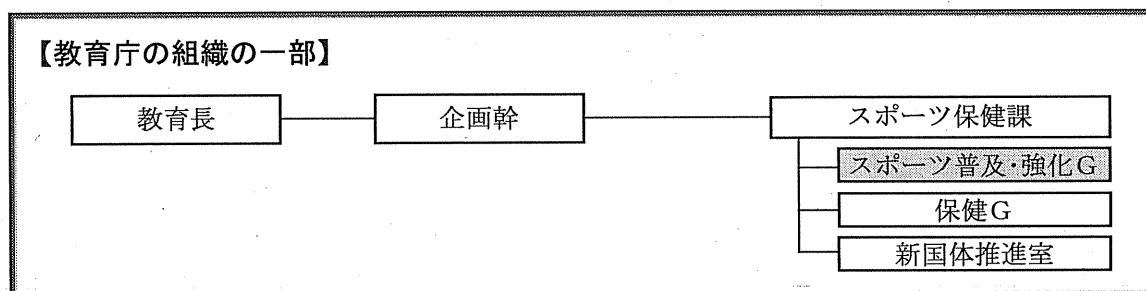 【教育庁の組織の一部】
教育長
企画幹
スポーツ保健課
スポーツ普及・強化G
保健G
新国体推進室